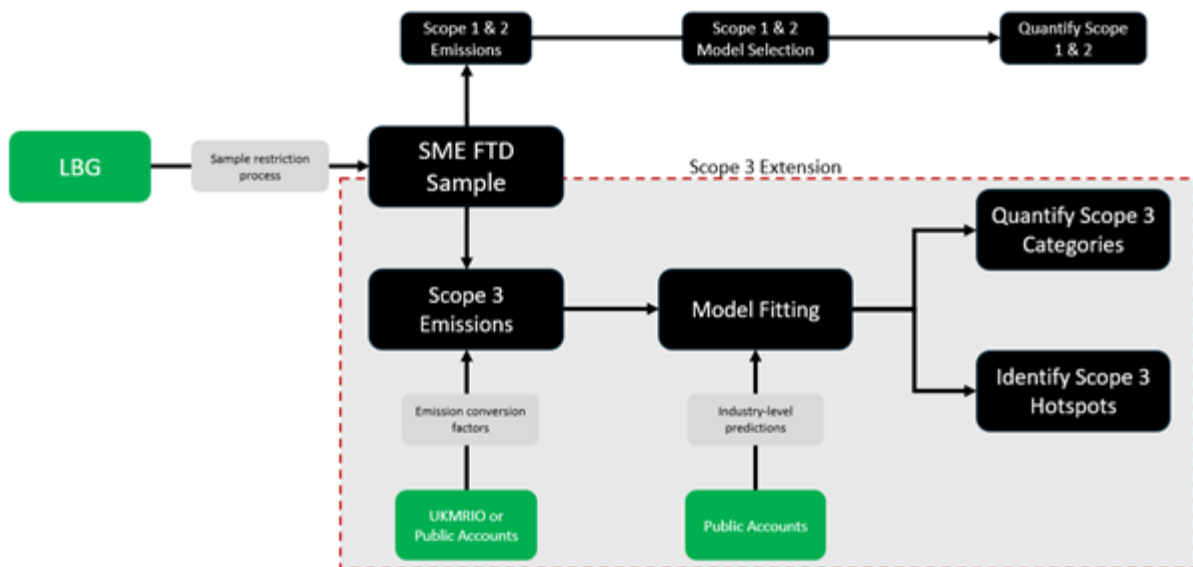 Scope 1 & 2
Emissions
Scope 1 & 2
Model Selection
Quantify Scope
1 & 2
LBG
Sample restriction
process
SME FTD
Sample
Scope 3 Extension
Quantify Scope 3
Categories
Scope 3
Emissions
Model Fitting
Identify Scope 3
Hotspots
Emission conversion
factors
Industry-level
predictions
UKMRIO or
Public Accounts
Public Accounts